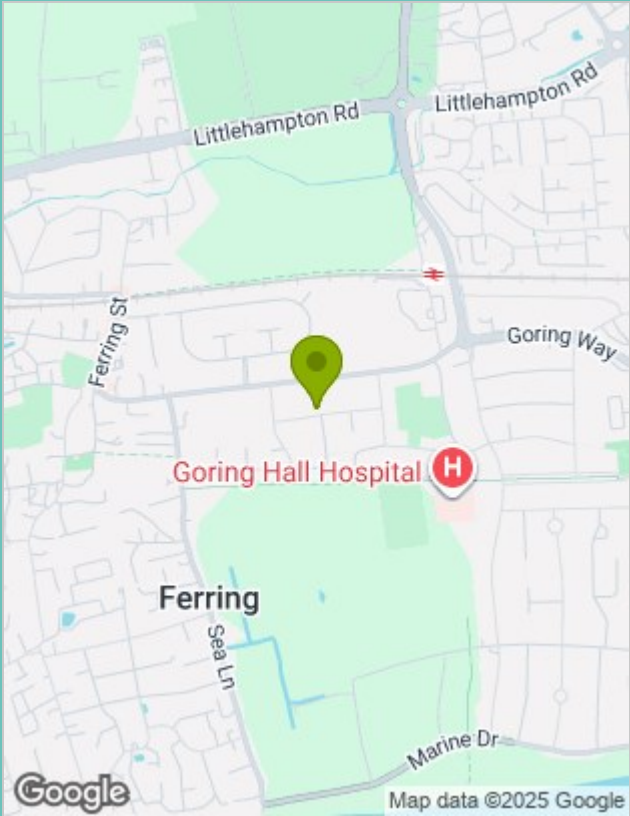 Littlehampton Rd
Littlehampton Rd
Ferring St
Goring Way
Goring Hall Hospital
H
Ferring
Sea Ln
Marine Dr
Google
Map data ©2025 Google